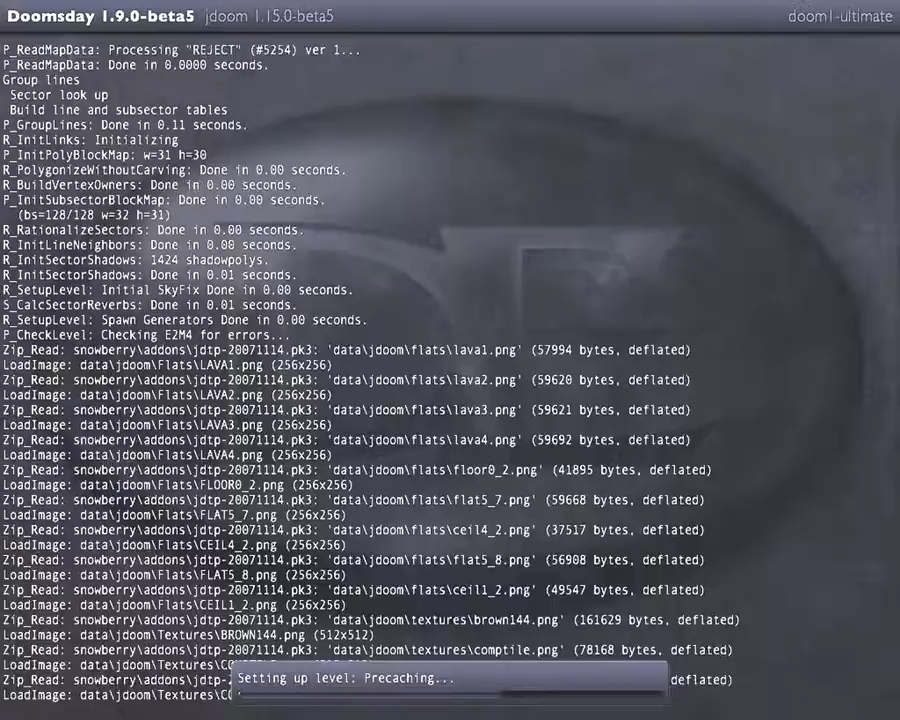 Doomsday 1.9.0-beta5 jdoom 1.15.0-beta5 doom1-ultimate
P_ReadMapData: Processing "REJECT" (#5254) ver 1...
P_ReadMapData: Done in 0.0000 seconds.
Group lines
Sector look up
Build line and subsector tables
P_GroupLines: Done in 0.11 seconds.
R_InitLinks: Initializing
P_InitPolyBlockMap: w=31 h=30
R_PolygonizeWithoutCarving: Done in 0.00 seconds.
R_BuildVertexOwners: Done in 0.00 seconds.
P_InitSubsectorBlockMap: Done in 0.00 seconds.
(bs=128/128 w=32 h=31)
R_RationalizeSectors: Done in 0.00 seconds.
R_InitLineNeighbors: Done in 0.00 seconds.
R_InitSectorShadows: 1424 shadowpolys.
R_InitSectorShadows: Done in 0.01 seconds.
R_SetupLevel: Initial SkyFix Done in 0.00 seconds.
S_CalcSectorReverbs: Done in 0.01 seconds.
R_SetupLevel: Spawn Generators Done in 0.00 seconds.
P_CheckLevel: Checking E2M4 for errors...
Zip_Read: snowberry\addons\jdtp-20071114.pk3: 'data\jdoom\flats\lava1.png' (57994 bytes, deflated)
LoadImage: data\jdoom\Flats\LAVA1.png (256x256)
Zip_Read: snowberry\addons\jdtp-20071114.pk3: 'data\jdoom\flats\lava2.png' (59620 bytes, deflated)
LoadImage: data\jdoom\Flats\LAVA2.png (256x256)
Zip_Read: snowberry\addons\jdtp-20071114.pk3: 'data\jdoom\flats\lava3.png' (59621 bytes, deflated)
LoadImage: data\jdoom\Flats\LAVA3.png (256x256)
Zip_Read: snowberry\addons\jdtp-20071114.pk3: 'data\jdoom\flats\lava4.png' (59692 bytes, deflated)
LoadImage: data\jdoom\Flats\LAVA4.png (256x256)
Zip_Read: snowberry\addons\jdtp-20071114.pk3: 'data\jdoom\flats\floor0_2.png' (41895 bytes, deflated)
LoadImage: data\jdoom\Flats\FLOOR0_2.png (256x256)
Zip_Read: snowberry\addons\jdtp-20071114.pk3: 'data\jdoom\flats\flat5_7.png' (59668 bytes, deflated)
LoadImage: data\jdoom\Flats\FLAT5_7.png (256x256)
Zip_Read: snowberry\addons\jdtp-20071114.pk3: 'data\jdoom\flats\ceil4_2.png' (37517 bytes, deflated)
LoadImage: data\jdoom\Flats\CEIL4_2.png (256x256)
Zip_Read: snowberry\addons\jdtp-20071114.pk3: 'data\jdoom\flats\flat5_8.png' (56908 bytes, deflated)
LoadImage: data\jdoom\Flats\FLAT5_8.png (256x256)
Zip_Read: snowberry\addons\jdtp-20071114.pk3: 'data\jdoom\flats\ceil1_2.png' (49547 bytes, deflated)
LoadImage: data\jdoom\Flats\CEIL1_2.png (256x256)
Zip_Read: snowberry\addons\jdtp-20071114.pk3: 'data\jdoom\textures\brown144.png' (161629 bytes, deflated)
LoadImage: data\jdoom\Textures\BROWN144.png (512x512)
Zip_Read: snowberry\addons\jdtp-20071114.pk3: 'data\jdoom\textures\comptile.png' (78168 bytes, deflated)
LoadImage: data\jdoom\Textures\CO
Zip_Read: snowberry\addons\jdtp-2 deflated)
LoadImage: data\jdoom\Textures\CO
Setting up level: Precaching...